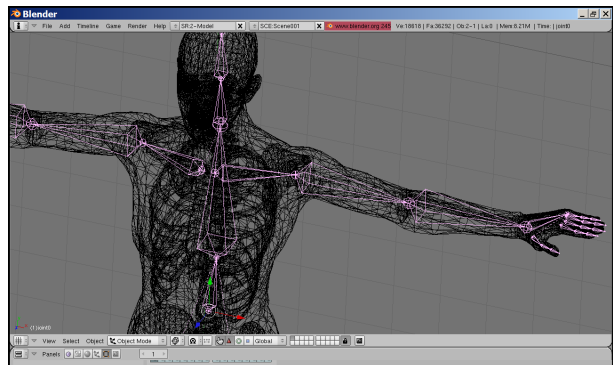 Blender
File Add Timeline Game Render Help SR:2-Model X SCE:Scene001 X www.blender.org 245 Ve:18618 | Fa:36292 | Ob:2-1 | La:0 | Mem:8.21M | Time: | joint0
(1) joint0
View Select Object Object Mode Global
Panels 1